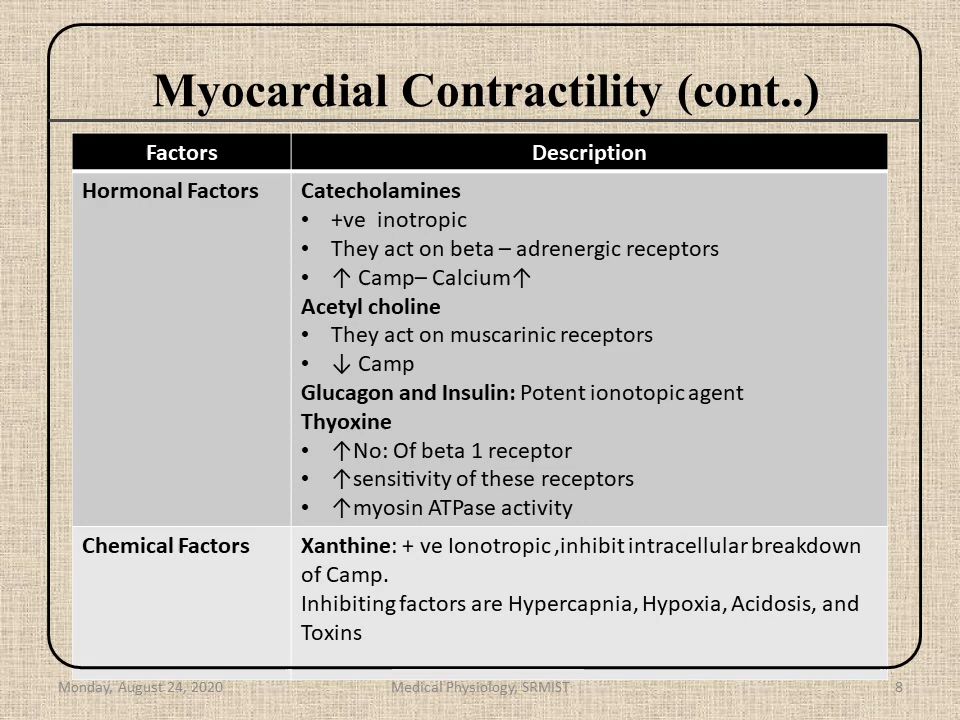 Myocardial Contractility (cont..)
Factors
Description
Hormonal Factors
Catecholamines
• +ve inotropic
• They act on beta – adrenergic receptors
• ↑ Camp– Calcium↑
Acetyl choline
• They act on muscarinic receptors
• ↓ Camp
Glucagon and Insulin: Potent ionotopic agent
Thyoxine
• ↑No: Of beta 1 receptor
• ↑sensitivity of these receptors
• ↑myosin ATPase activity
Chemical Factors
Xanthine: + ve Ionotropic ,inhibit intracellular breakdown
of Camp.
Inhibiting factors are Hypercapnia, Hypoxia, Acidosis, and
Toxins
Monday, August 24, 2020
Medical Physiology, SRMIST
8